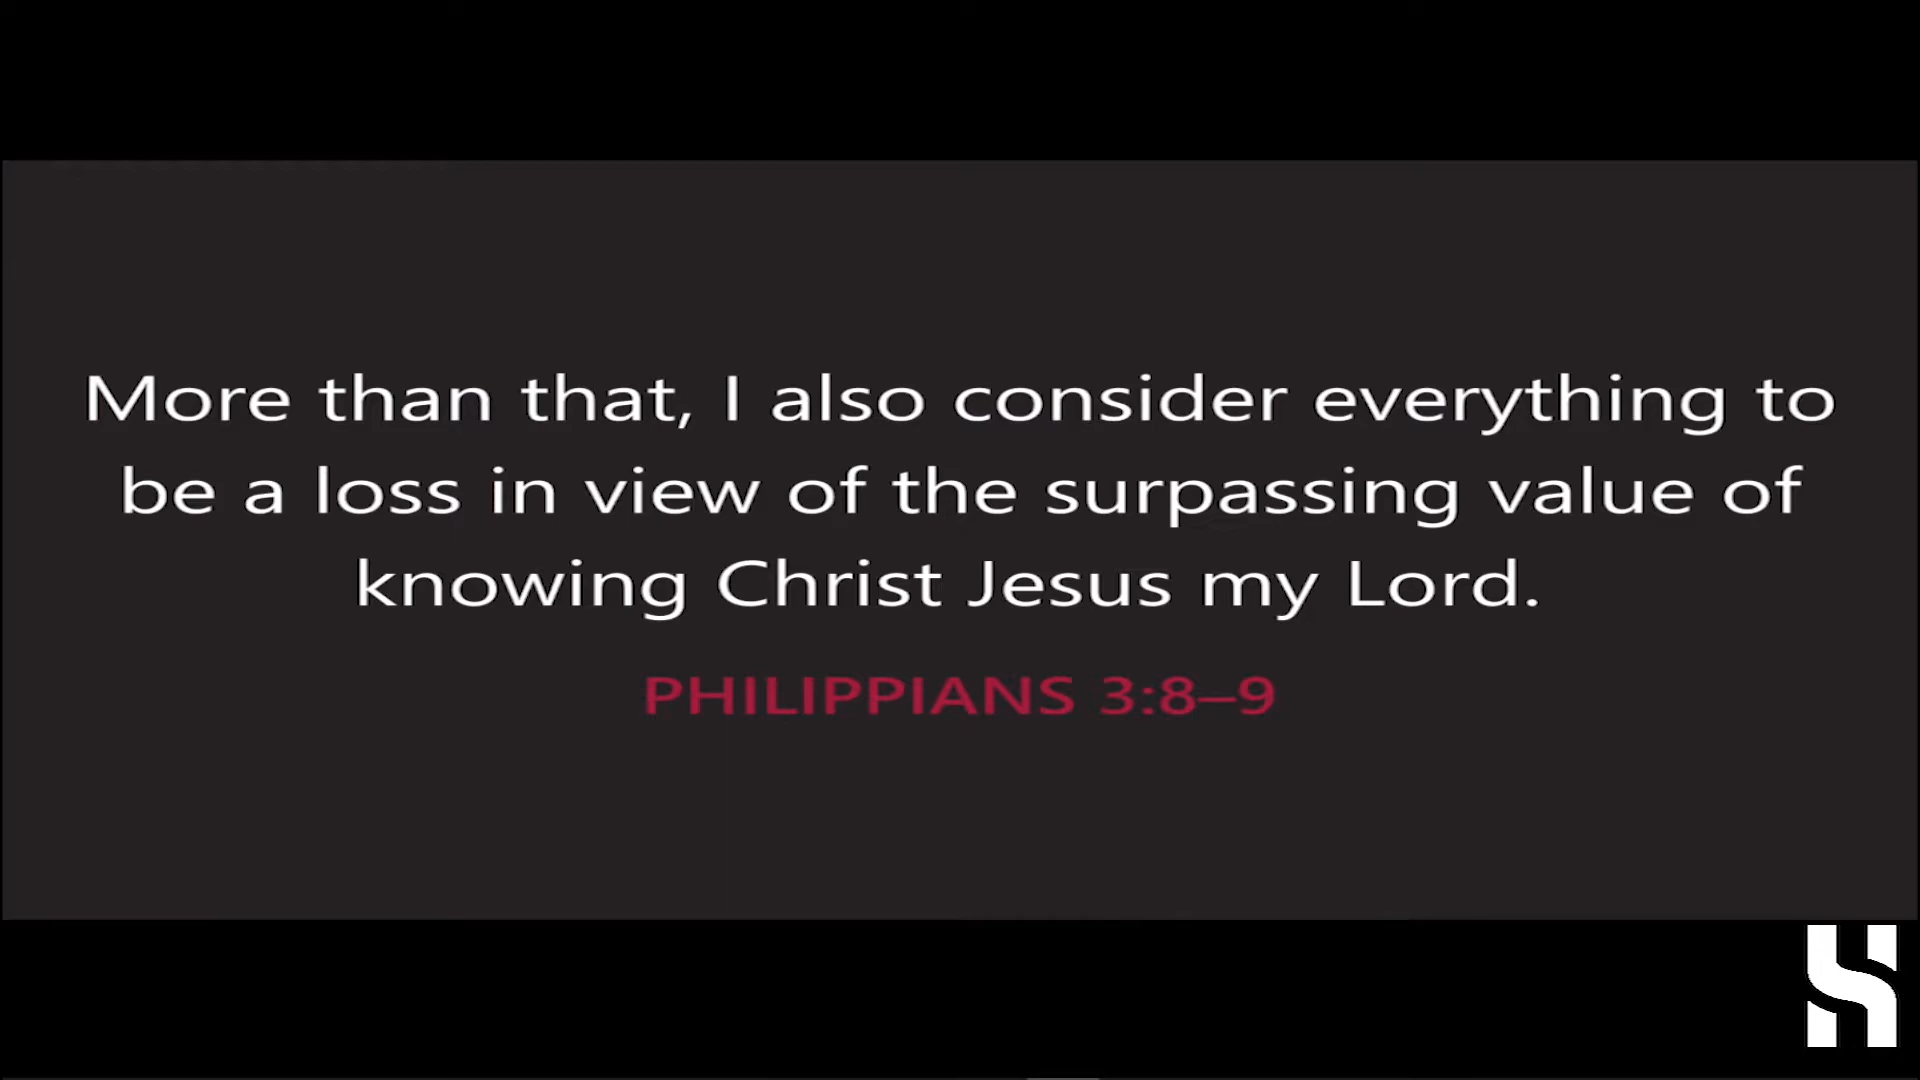 More than that, I also consider everything to
be a loss in view of the surpassing value of
knowing Christ Jesus my Lord.
PHILIPPIANS 3:8–9